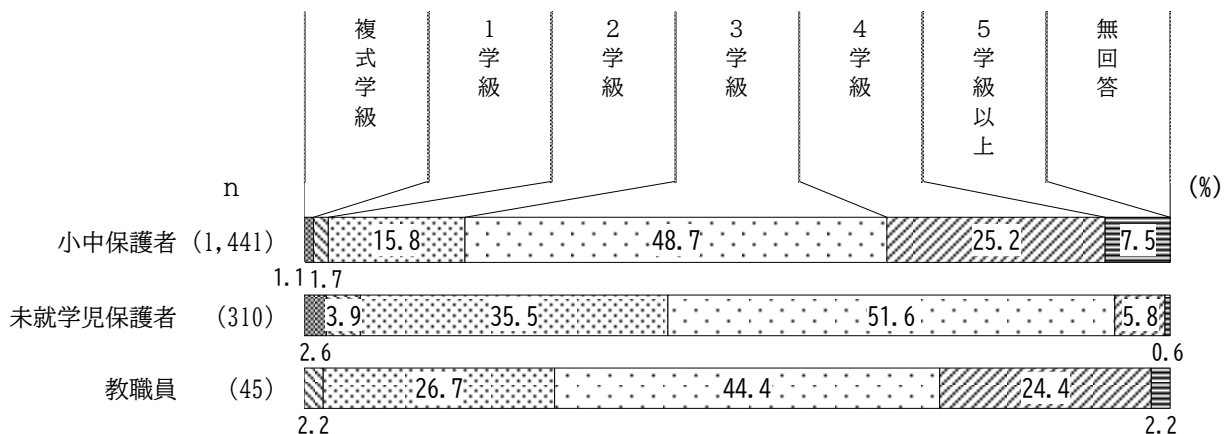 複式学級
1学級
2学級
3学級
4学級
5学級以上
無回答
n
(%)
小中保護者 (1,441) 15.8 48.7 25.2 7.5
1.1 1.7
未就学児保護者 (310) 3.9 35.5 51.6 5.8
2.6 0.6
教職員 (45) 26.7 44.4 24.4
2.2 2.2